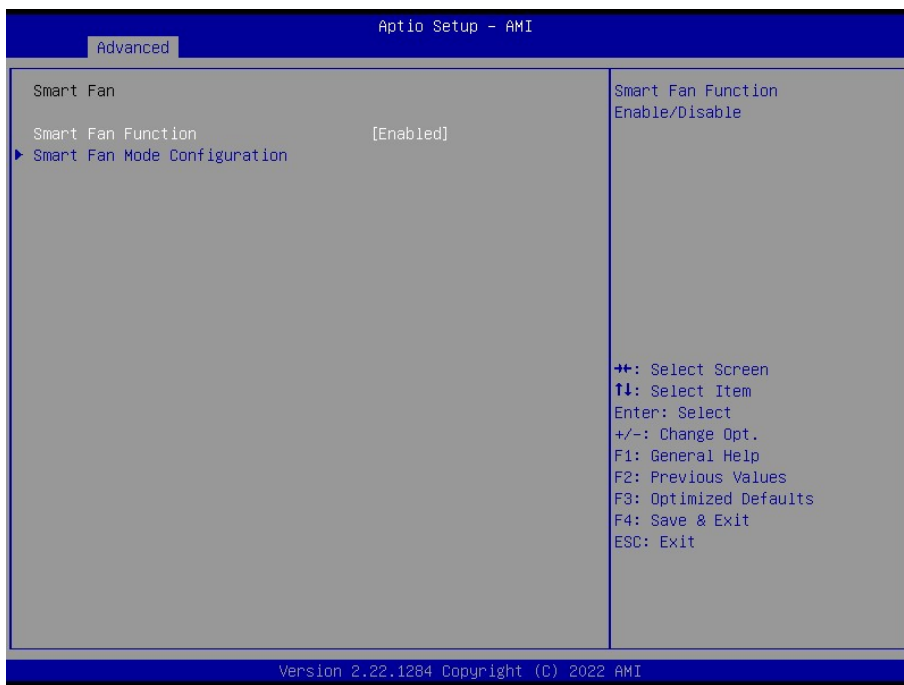 Aptio Setup - AMI
Advanced
Smart Fan
Smart Fan Function [Enabled]
▶ Smart Fan Mode Configuration
Smart Fan Function
Enable/Disable
→←: Select Screen
↑↓: Select Item
Enter: Select
+/-: Change Opt.
F1: General Help
F2: Previous Values
F3: Optimized Defaults
F4: Save & Exit
ESC: Exit
Version 2.22.1284 Copyright (C) 2022 AMI